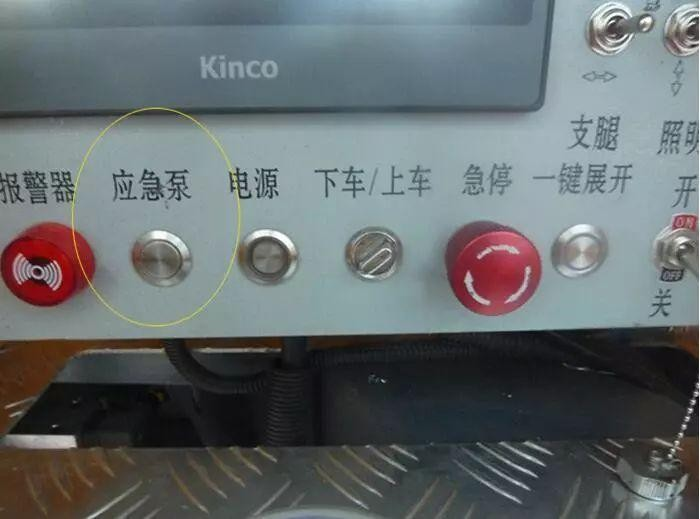 Kinco
支腿
照明
报警器
应急泵
电源
下车/上车
急停
一键展开
开
ON
OFF
关